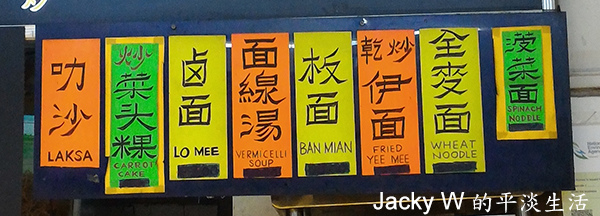 叻沙
LAKSA
炒菜头粿
CARROT
CAKE
卤面
LO MEE
面線湯
VERMICELLI
SOUP
板面
BAN MIAN
乾炒伊面
FRIED
YEE MEE
全麥面
WHEAT
NOODLE
菠菜面
SPINACH
NODDLE
Jacky W 的平淡生活